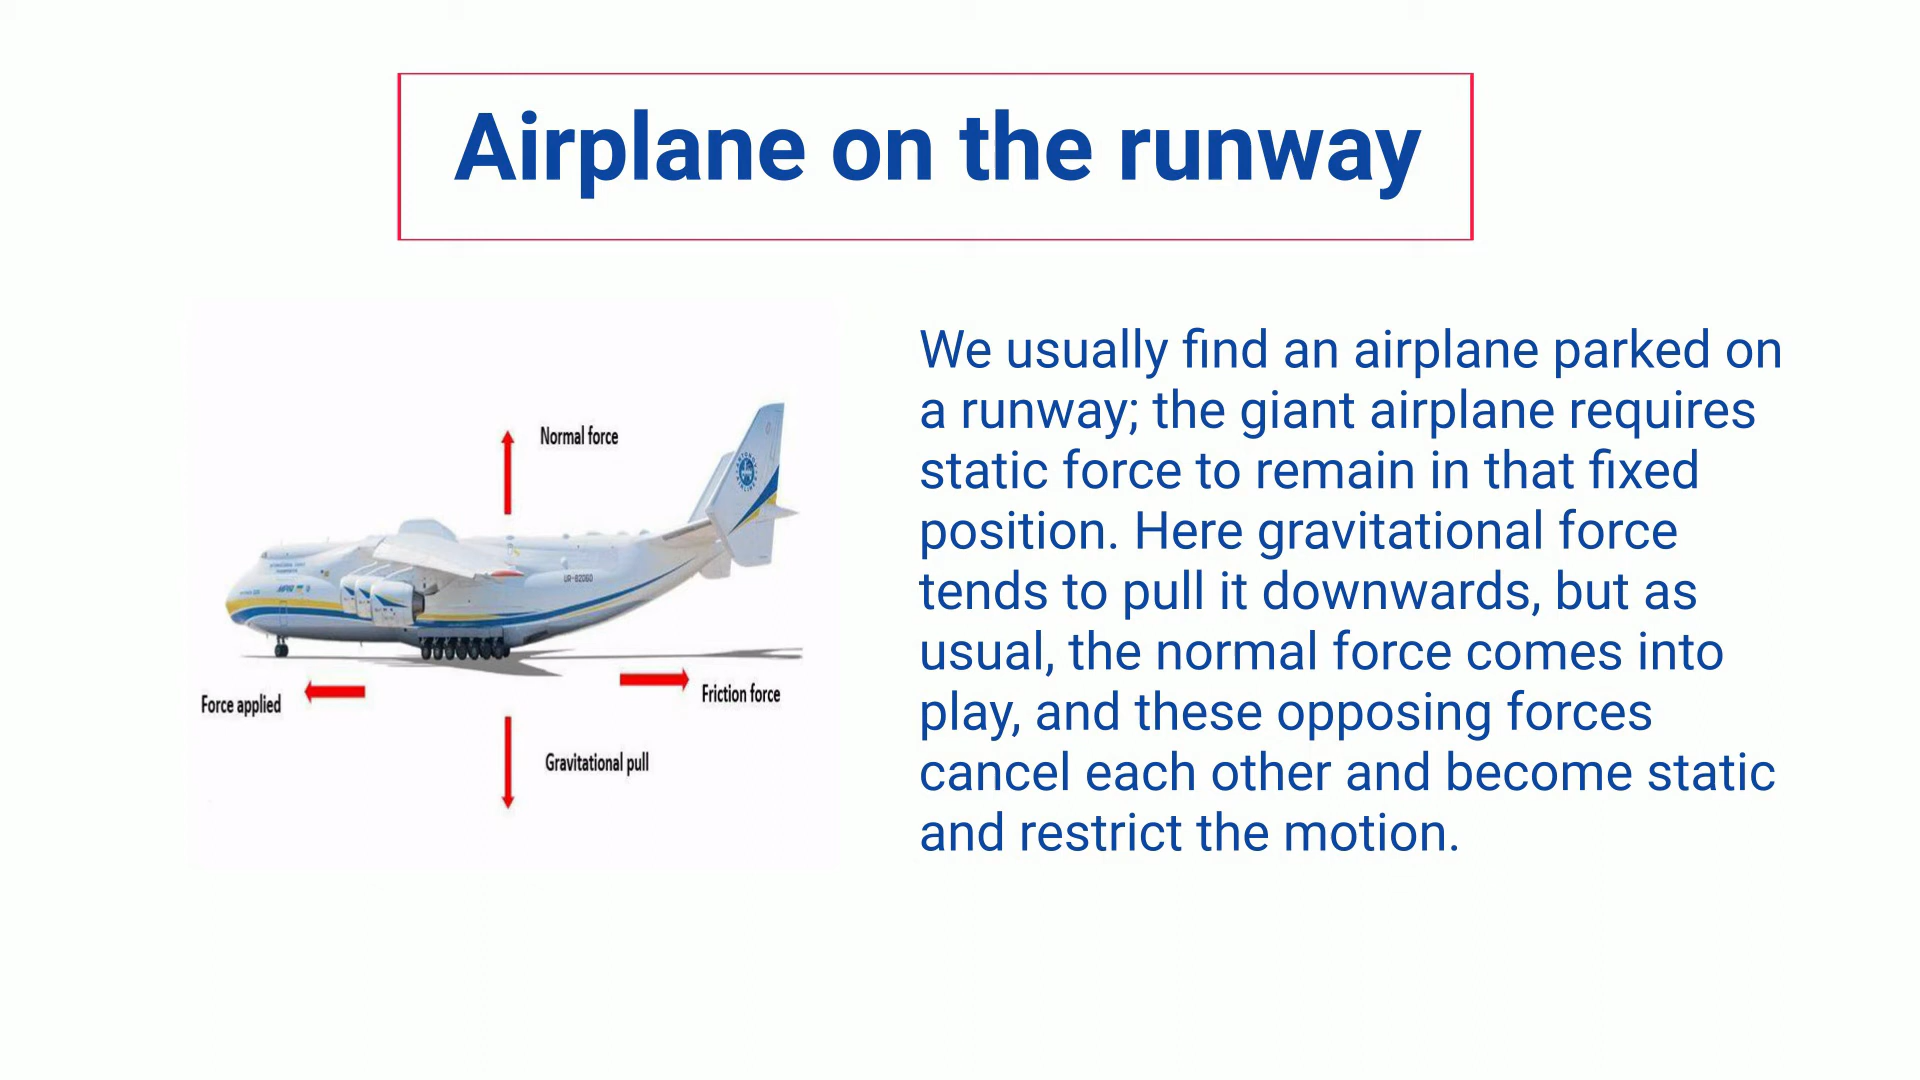 Airplane on the runway
We usually find an airplane parked on
a runway; the giant airplane requires
static force to remain in that fixed
position. Here gravitational force
tends to pull it downwards, but as
usual, the normal force comes into
play, and these opposing forces
cancel each other and become static
and restrict the motion.
Normal force
UR-82060
Force applied
Friction force
Gravitational pull